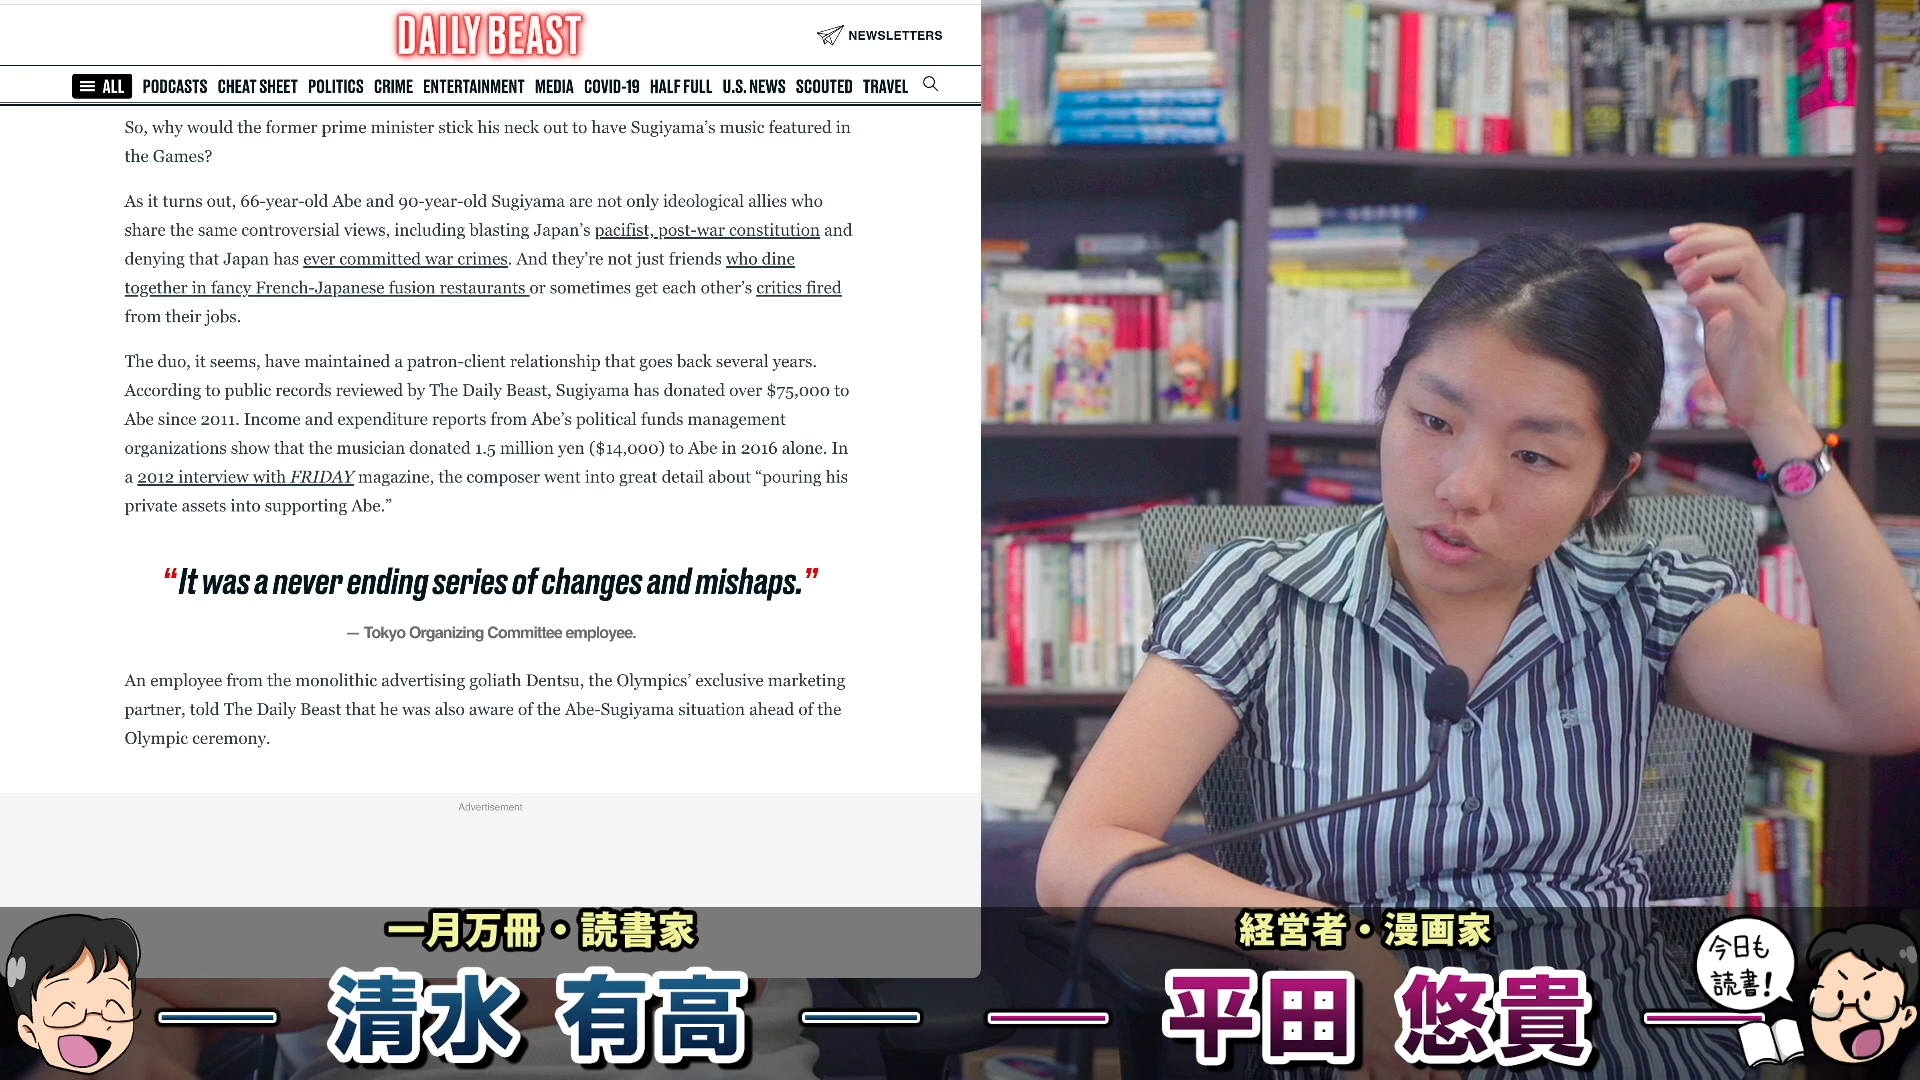 DAILY BEAST
NEWSLETTERS
ALL PODCASTS CHEAT SHEET POLITICS CRIME ENTERTAINMENT MEDIA COVID-19 HALF FULL U.S. NEWS SCOUTED TRAVEL
So, why would the former prime minister stick his neck out to have Sugiyama’s music featured in
the Games?
As it turns out, 66-year-old Abe and 90-year-old Sugiyama are not only ideological allies who
share the same controversial views, including blasting Japan’s pacifist, post-war constitution and
denying that Japan has ever committed war crimes. And they’re not just friends who dine
together in fancy French-Japanese fusion restaurants or sometimes get each other’s critics fired
from their jobs.
The duo, it seems, have maintained a patron-client relationship that goes back several years.
According to public records reviewed by The Daily Beast, Sugiyama has donated over $75,000 to
Abe since 2011. Income and expenditure reports from Abe’s political funds management
organizations show that the musician donated 1.5 million yen ($14,000) to Abe in 2016 alone. In
a 2012 interview with FRIDAY magazine, the composer went into great detail about “pouring his
private assets into supporting Abe.”
“It was a never ending series of changes and mishaps.”
— Tokyo Organizing Committee employee.
An employee from the monolithic advertising goliath Dentsu, the Olympics’ exclusive marketing
partner, told The Daily Beast that he was also aware of the Abe-Sugiyama situation ahead of the
Olympic ceremony.
Advertisement
一月万冊・読書家
清水 有高
経営者・漫画家
平田 悠貴
今日も
読書!